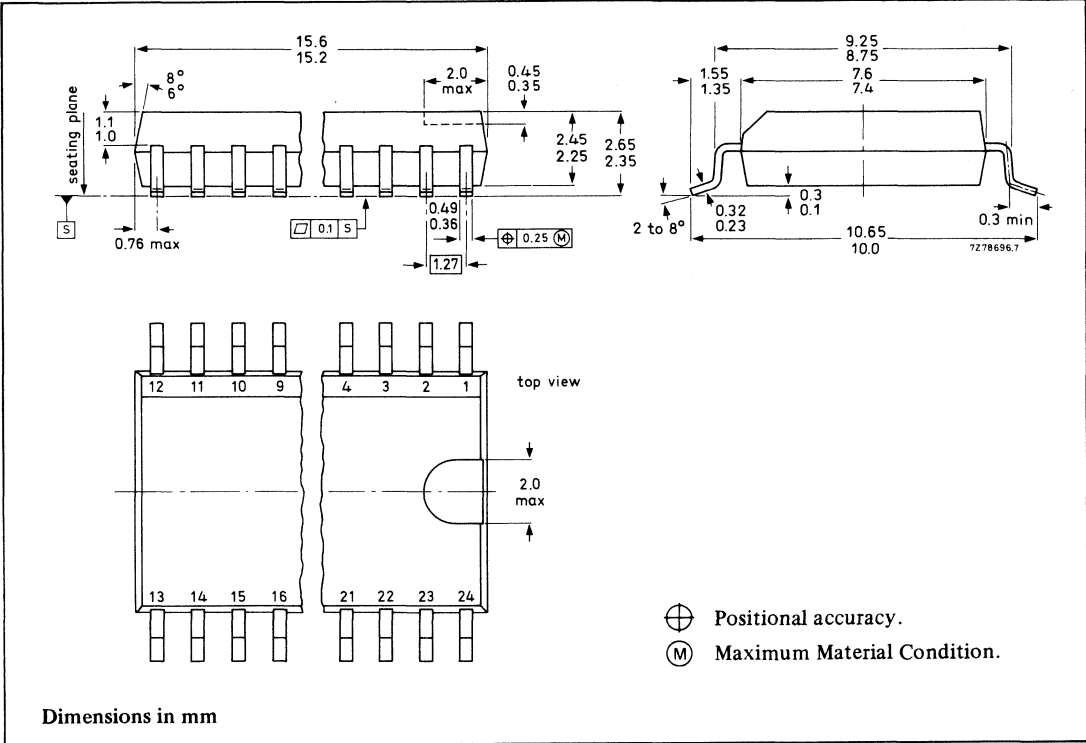 15.6
15.2
8°
6°
2.0
max
0.45
0.35
seating plane
1.1
1.0
2.45
2.25
2.65
2.35
S
0.76 max
0.1 S
0.49
0.36
0.25 M
1.27
9.25
8.75
1.55
1.35
7.6
7.4
2 to 8°
0.32
0.23
0.3
0.1
0.3 min
10.65
10.0
7Z78696.7
12 11 10 9 4 3 2 1
top view
2.0
max
13 14 15 16 21 22 23 24
Positional accuracy.
M Maximum Material Condition.
Dimensions in mm